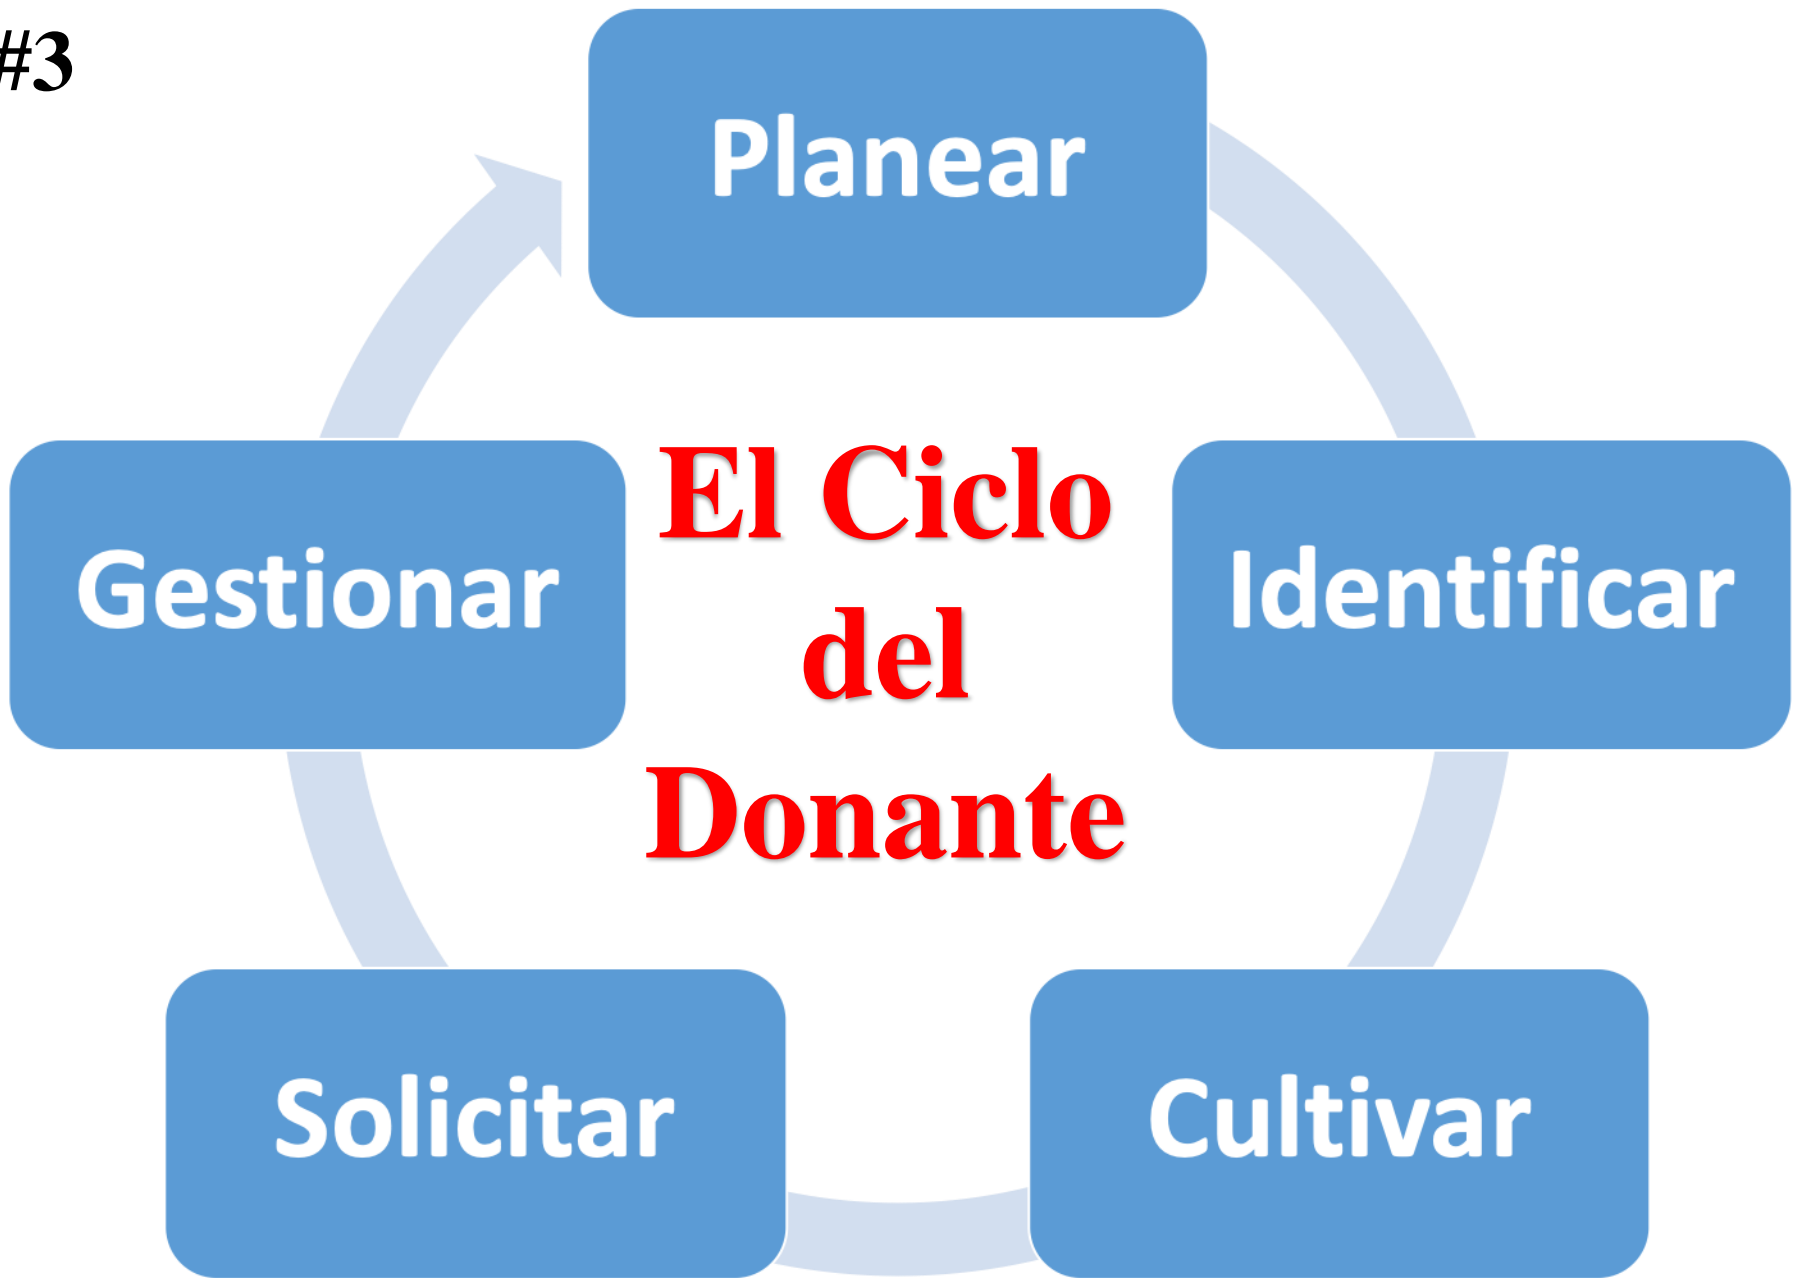 #3
Planear
Identificar
Cultivar
Solicitar
Gestionar
El Ciclo
del
Donante